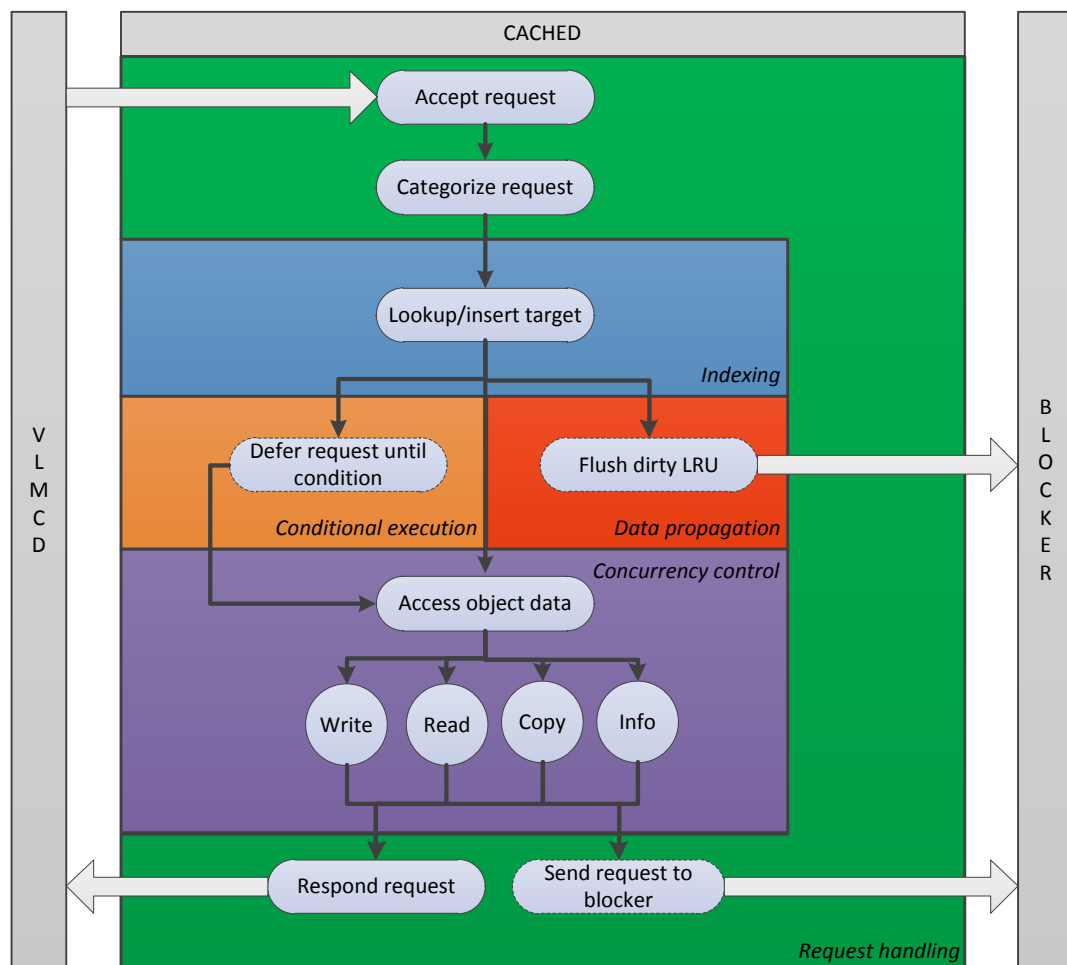 CACHED
Accept request
Categorize request
Lookup/insert target
Indexing
V
L
M
C
D
B
L
O
C
K
E
R
Defer request until
condition
Flush dirty LRU
Conditional execution
Data propagation
Concurrency control
Access object data
Write
Read
Copy
Info
Respond request
Send request to
blocker
Request handling